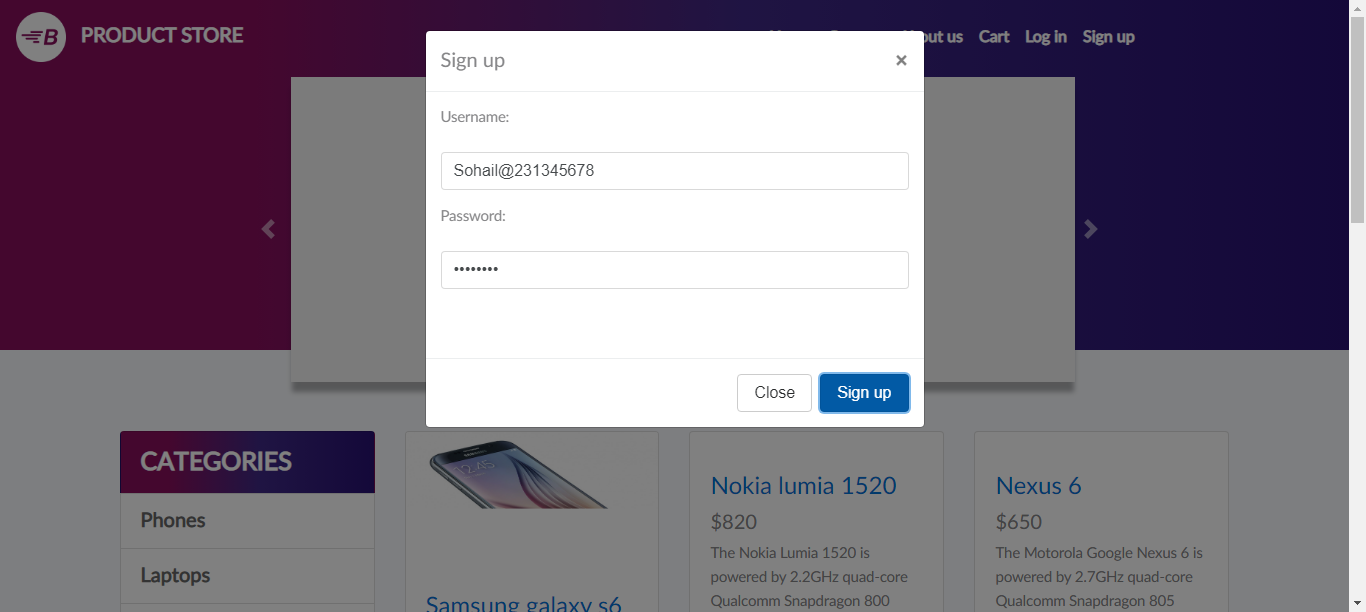 B PRODUCT STORE
out us Cart Log in Sign up
Sign up ×
Username:
Sohail@231345678
Password:
••••••••
Close Sign up
CATEGORIES
Phones
Laptops
Samsung galaxy s6
Nokia lumia 1520
$820
The Nokia Lumia 1520 is
powered by 2.2GHz quad-core
Qualcomm Snapdragon 800
Nexus 6
$650
The Motorola Google Nexus 6 is
powered by 2.7GHz quad-core
Qualcomm Snapdragon 805